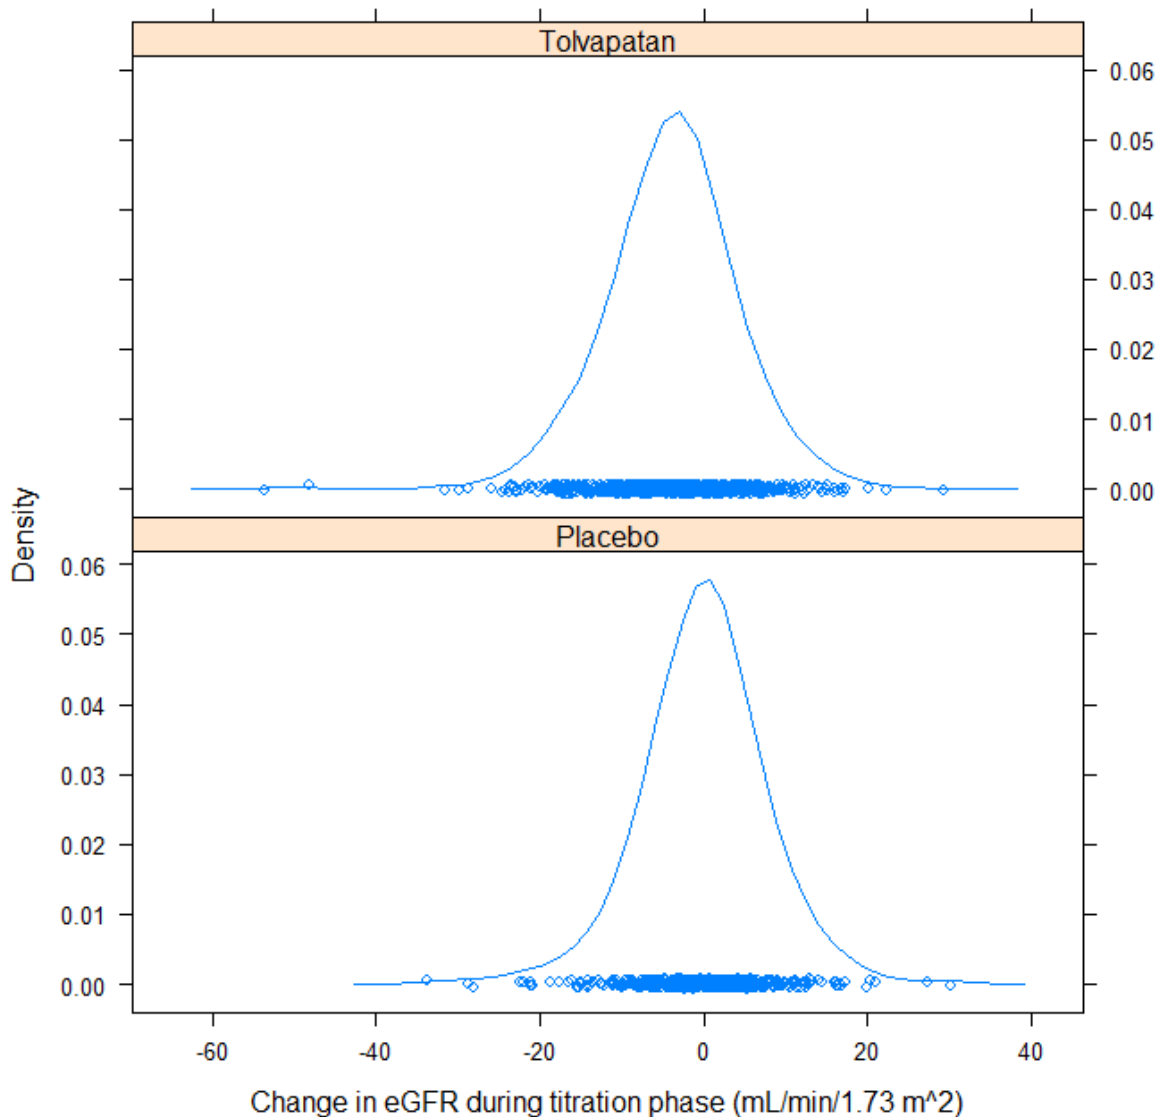 Tolvapatan
0.06
0.05
0.04
0.03
0.02
0.01
0.00
Density
Placebo
0.06
0.05
0.04
0.03
0.02
0.01
0.00
-60 -40 -20 0 20 40
Change in eGFR during titration phase (mL/min/1.73 m^2)